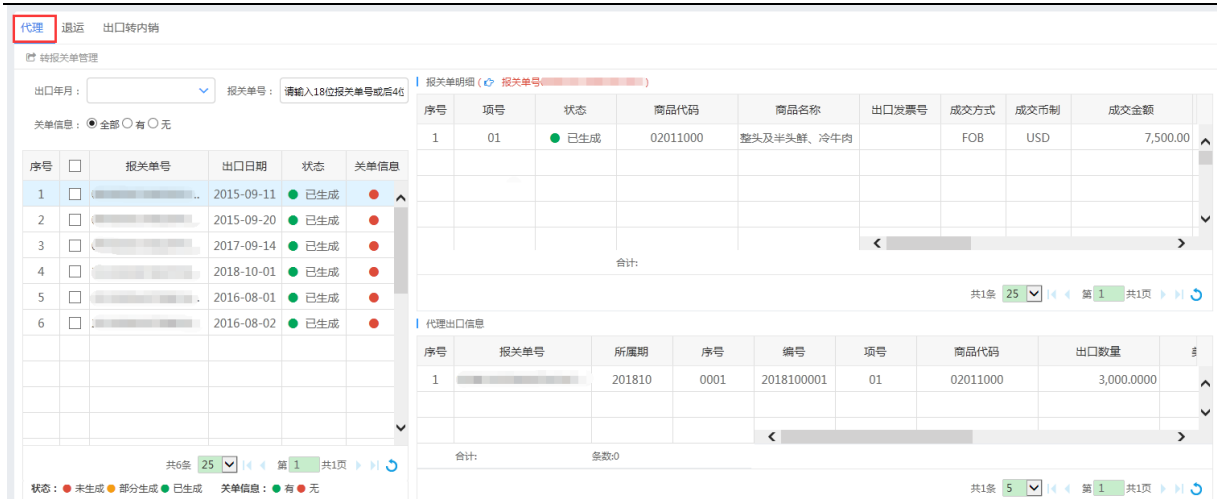 代理 退运 出口转内销
转报关单管理
出口年月： 报关单号： 请输入18位报关单号或后4位
关单信息： 全部 有 无
序号 报关单号 出口日期 状态 关单信息
1 2015-09-11 已生成
2 2015-09-20 已生成
3 2017-09-14 已生成
4 2018-10-01 已生成
5 2016-08-01 已生成
6 2016-08-02 已生成
共6条 25 第 1 共1页
状态： 未生成 部分生成 已生成 关单信息： 有 无
报关单明细 ( 报关单号 )
序号 项号 状态 商品代码 商品名称 出口发票号 成交方式 成交币制 成交金额
1 01 已生成 02011000 整头及半头鲜、冷牛肉 FOB USD 7,500.00
合计:
共1条 25 第 1 共1页
代理出口信息
序号 报关单号 所属期 序号 编号 项号 商品代码 出口数量
1 201810 0001 2018100001 01 02011000 3,000.0000
合计: 条数:0
共1条 5 第 1 共1页